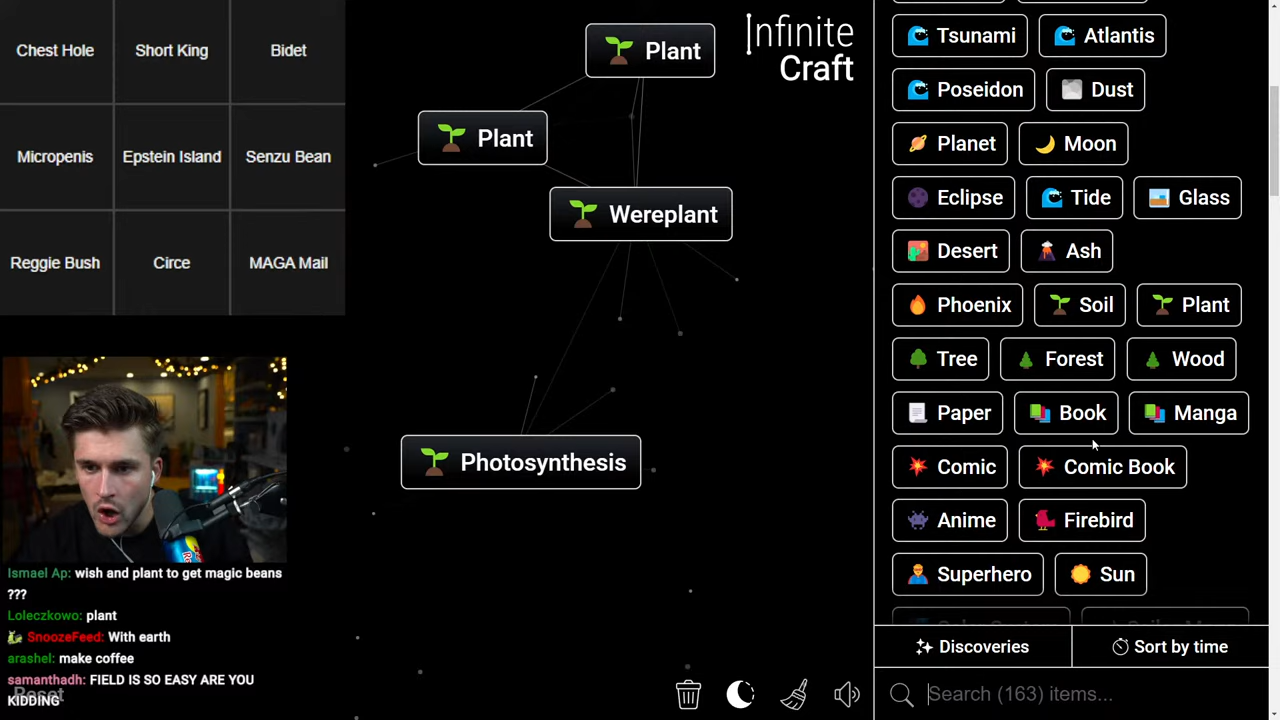 Chest Hole
Short King
Bidet
Micropenis
Epstein Island
Senzu Bean
Reggie Bush
Circe
MAGA Mail
Ismael Ap: wish and plant to get magic beans
???
Loleczkowo: plant
SnoozeFeed: With earth
arashel: make coffee
samanthadh: FIELD IS SO EASY ARE YOU
KIDDING
Reset
Plant
Plant
Wereplant
Photosynthesis
Infinite
Craft
Tsunami
Atlantis
Poseidon
Dust
Planet
Moon
Eclipse
Tide
Glass
Desert
Ash
Phoenix
Soil
Plant
Tree
Forest
Wood
Paper
Book
Manga
Comic
Comic Book
Anime
Firebird
Superhero
Sun
Discoveries
Sort by time
Search (163) items...